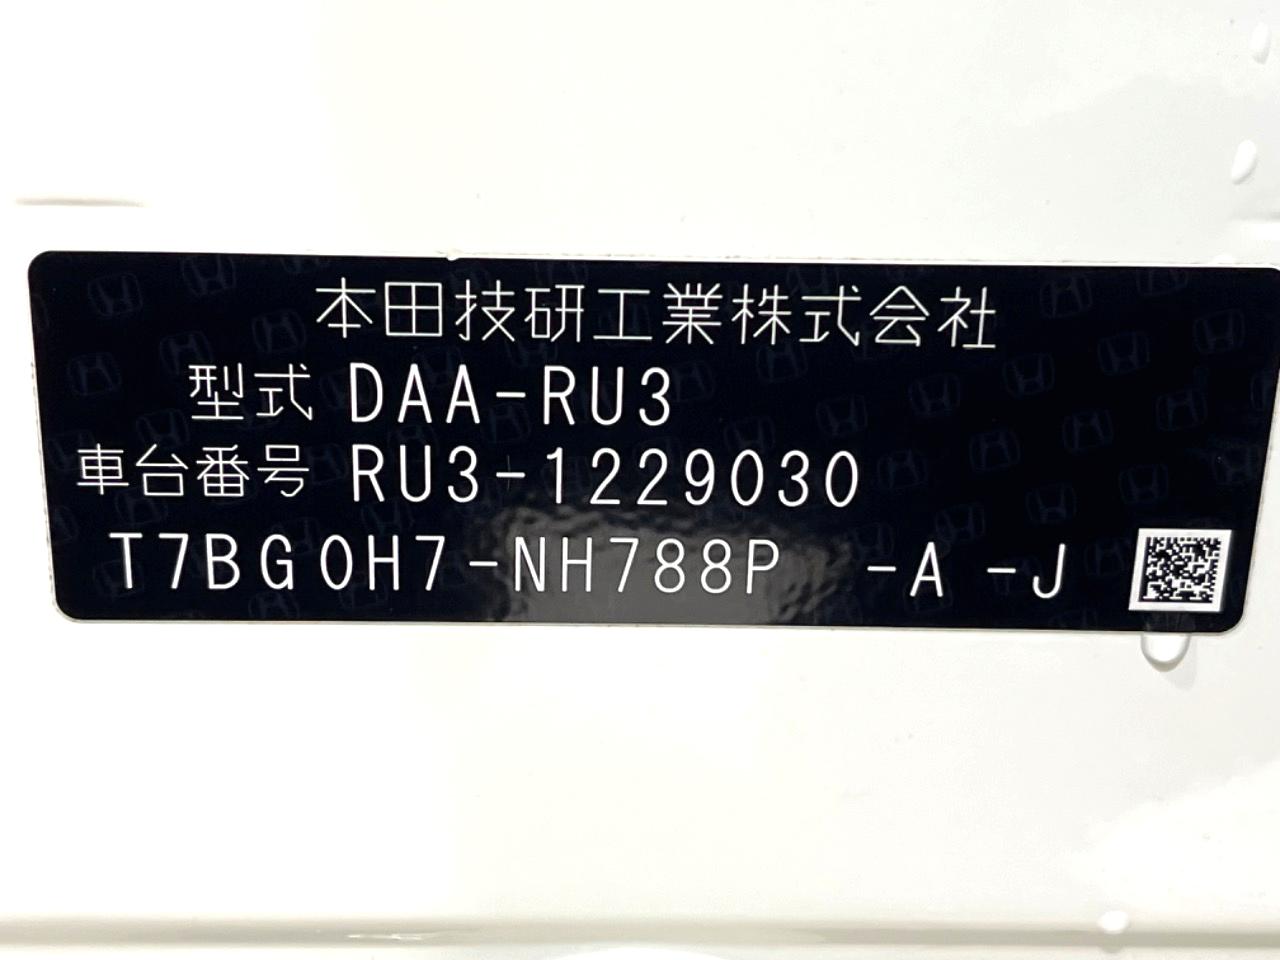 本田技研工業株式会社
型式 DAA-RU3
車台番号 RU3-1229030
T7BG0H7-NH788P -A -J